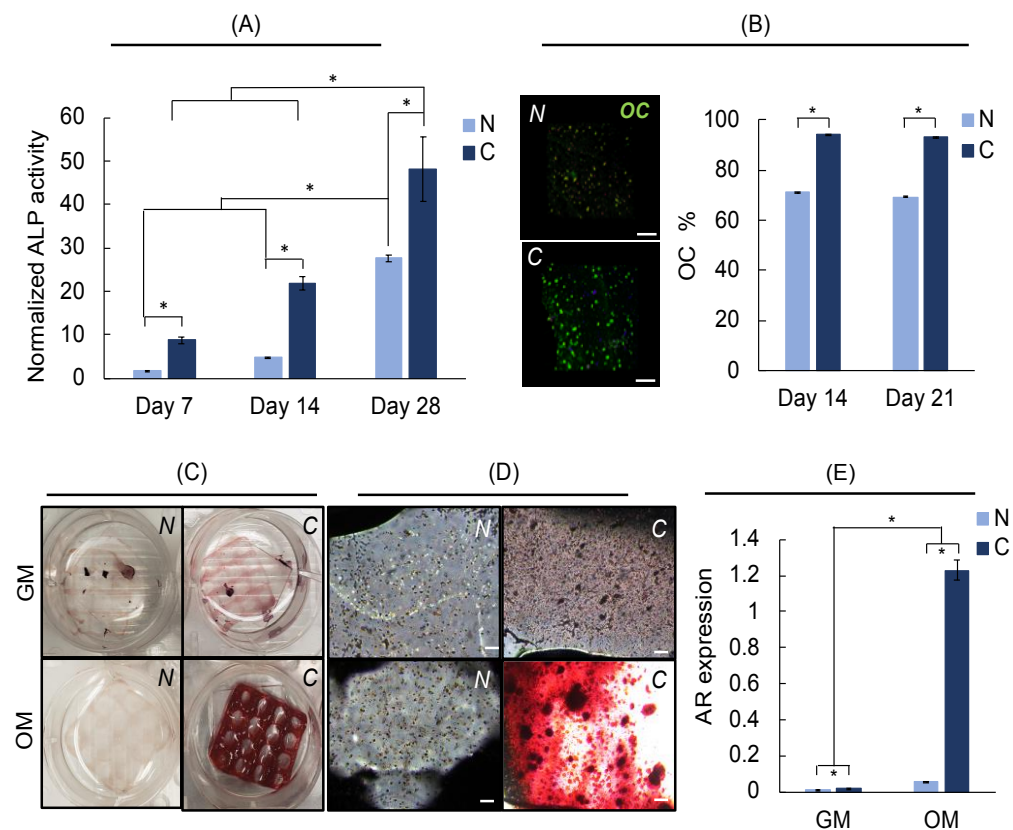 (A)
Normalized ALP activity
60
50
40
30
20
10
0
*
*
*
*
*
N
C
Day 7
Day 14
Day 28
(B)
N
OC
C
OC %
100
80
60
40
20
0
*
*
N
C
Day 14
Day 21
(C)
GM
N
C
OM
N
C
(D)
N
C
N
C
(E)
AR expression
1.4
1.2
1
0.8
0.6
0.4
0.2
0
*
*
*
N
C
GM
OM